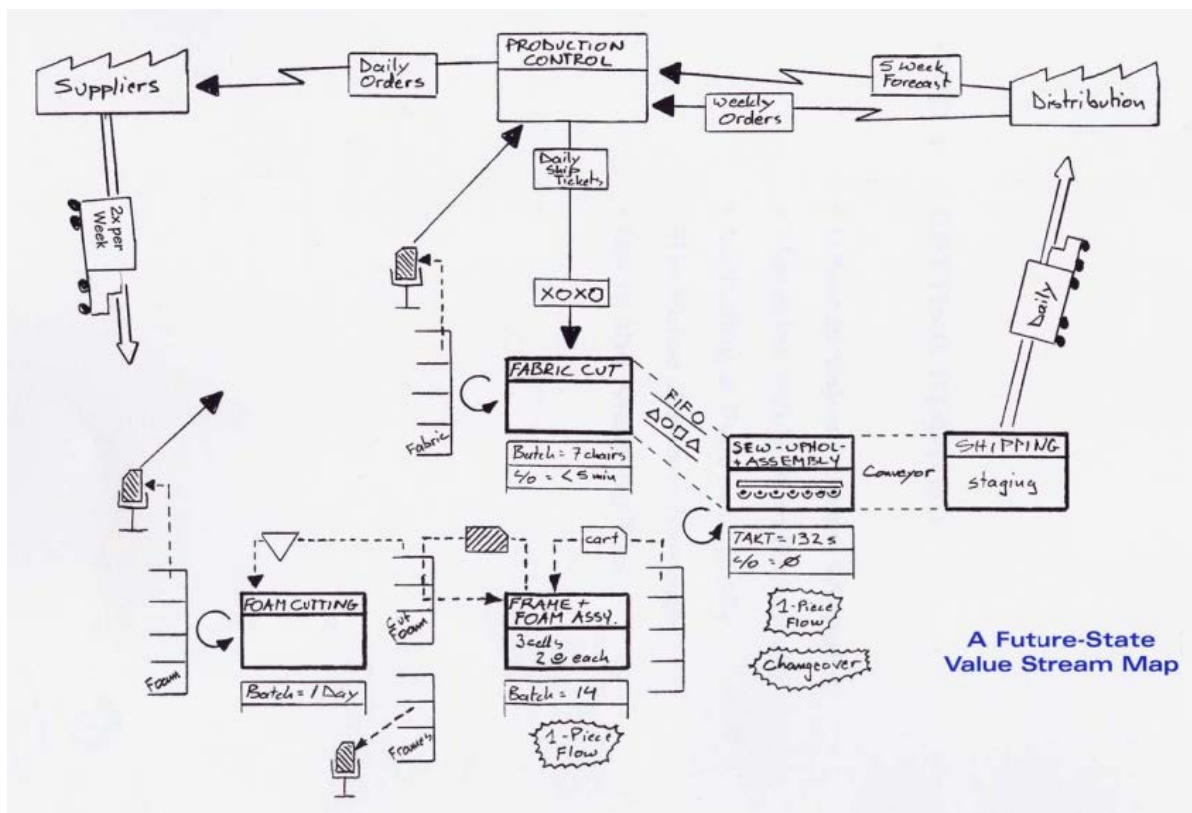 PRODUCTION
CONTROL
Suppliers
Daily
Orders
5 Week
Forecast
Weekly
Orders
Distribution
Daily
Ship
Tickets
2x per
Week
XOXO
Daily
FABRIC CUT
Fabric
Batch = 7 chairs
c/o = < 5 min
FIFO
SEW-UPHOL-
+ ASSEMBLY
Conveyor
SHIPPING
staging
TAKT = 132 s
c/o = Ø
1-Piece
Flow
Changeover
cart
FOAM CUTTING
Foam
Batch = 1 Day
Cut
Foam
FRAME +
FOAM ASSY.
3 cells
2 @ each
Batch = 14
1-Piece
Flow
Frames
A Future-State
Value Stream Map